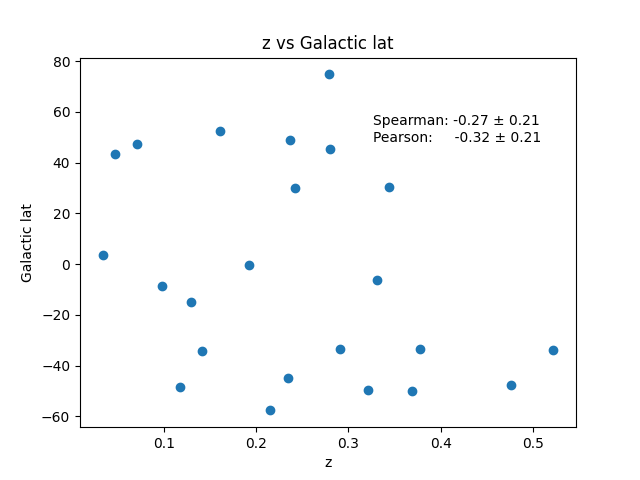 z vs Galactic lat
80
60
40
20
0
−20
−40
−60
Galactic lat
Spearman: -0.27 ± 0.21
Pearson: -0.32 ± 0.21
0.1 0.2 0.3 0.4 0.5
z